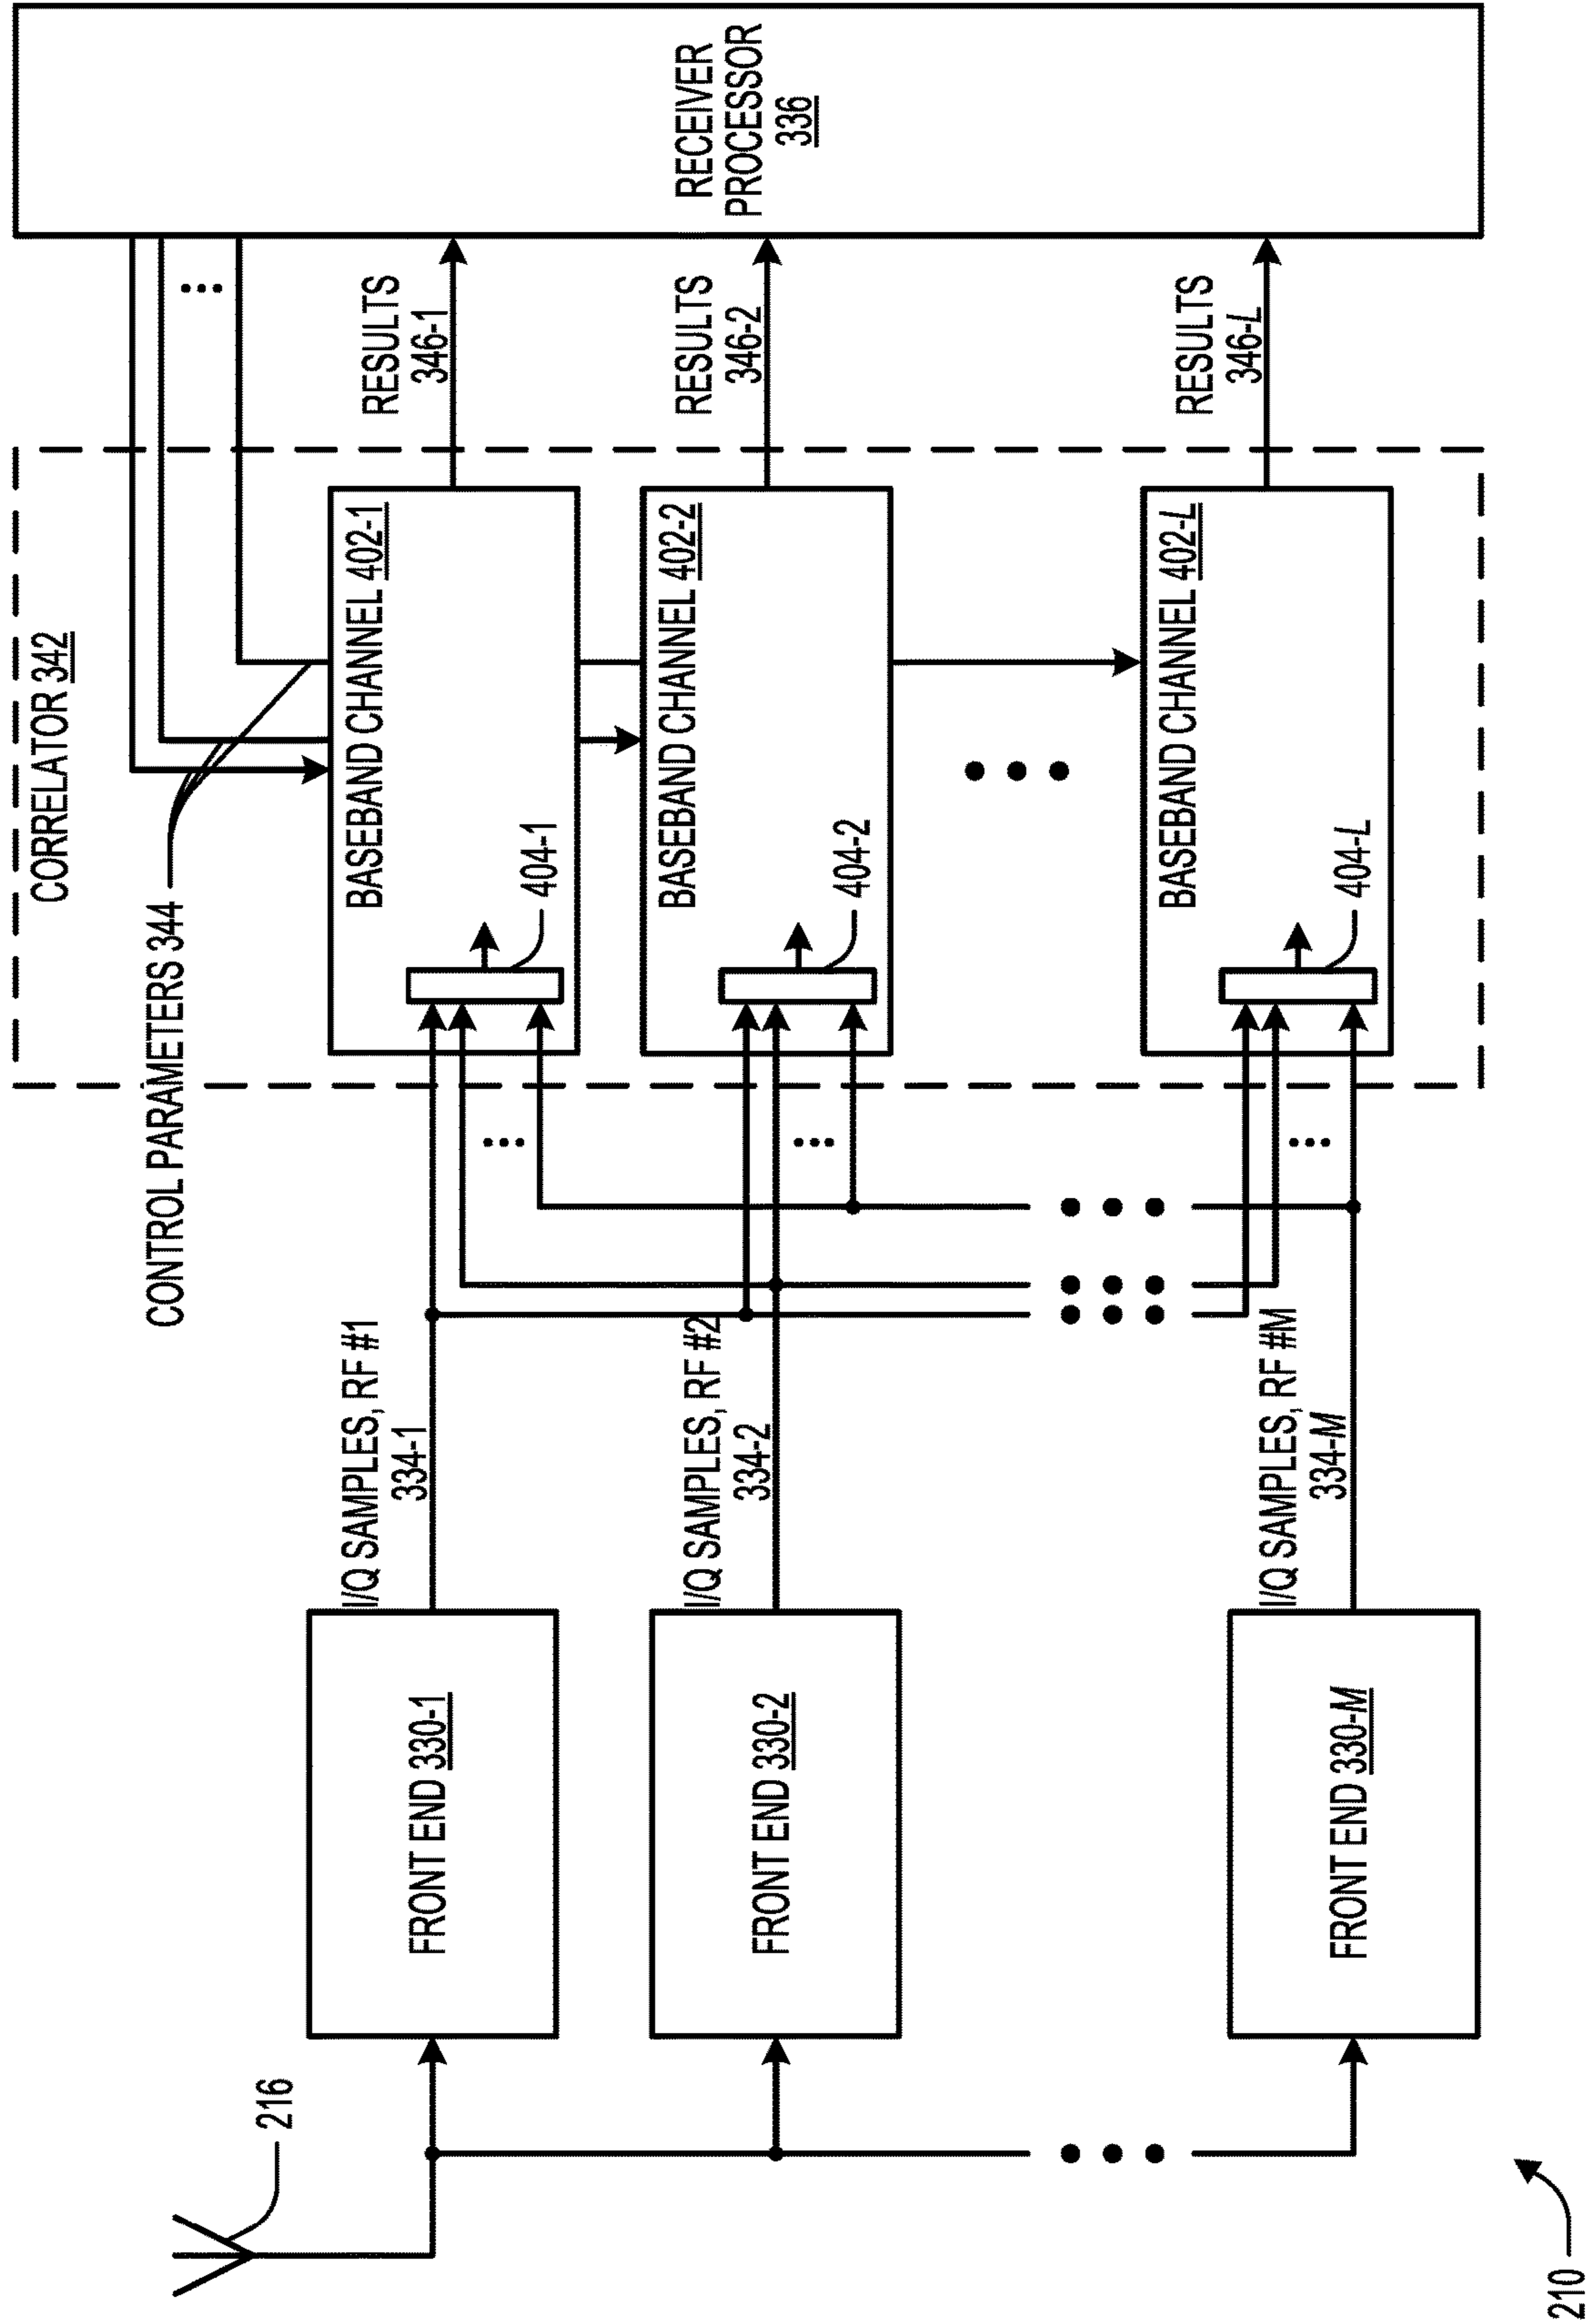 216
210
FRONT END 330-1
FRONT END 330-2
FRONT END 330-M
I/Q SAMPLES, RF #1
334-1
I/Q SAMPLES, RF #2
334-2
I/Q SAMPLES, RF #M
334-M
CONTROL PARAMETERS 344
CORRELATOR 342
BASEBAND CHANNEL 402-1
404-1
BASEBAND CHANNEL 402-2
404-2
BASEBAND CHANNEL 402-L
404-L
RESULTS
346-1
RESULTS
346-2
RESULTS
346-L
RECEIVER
PROCESSOR
336